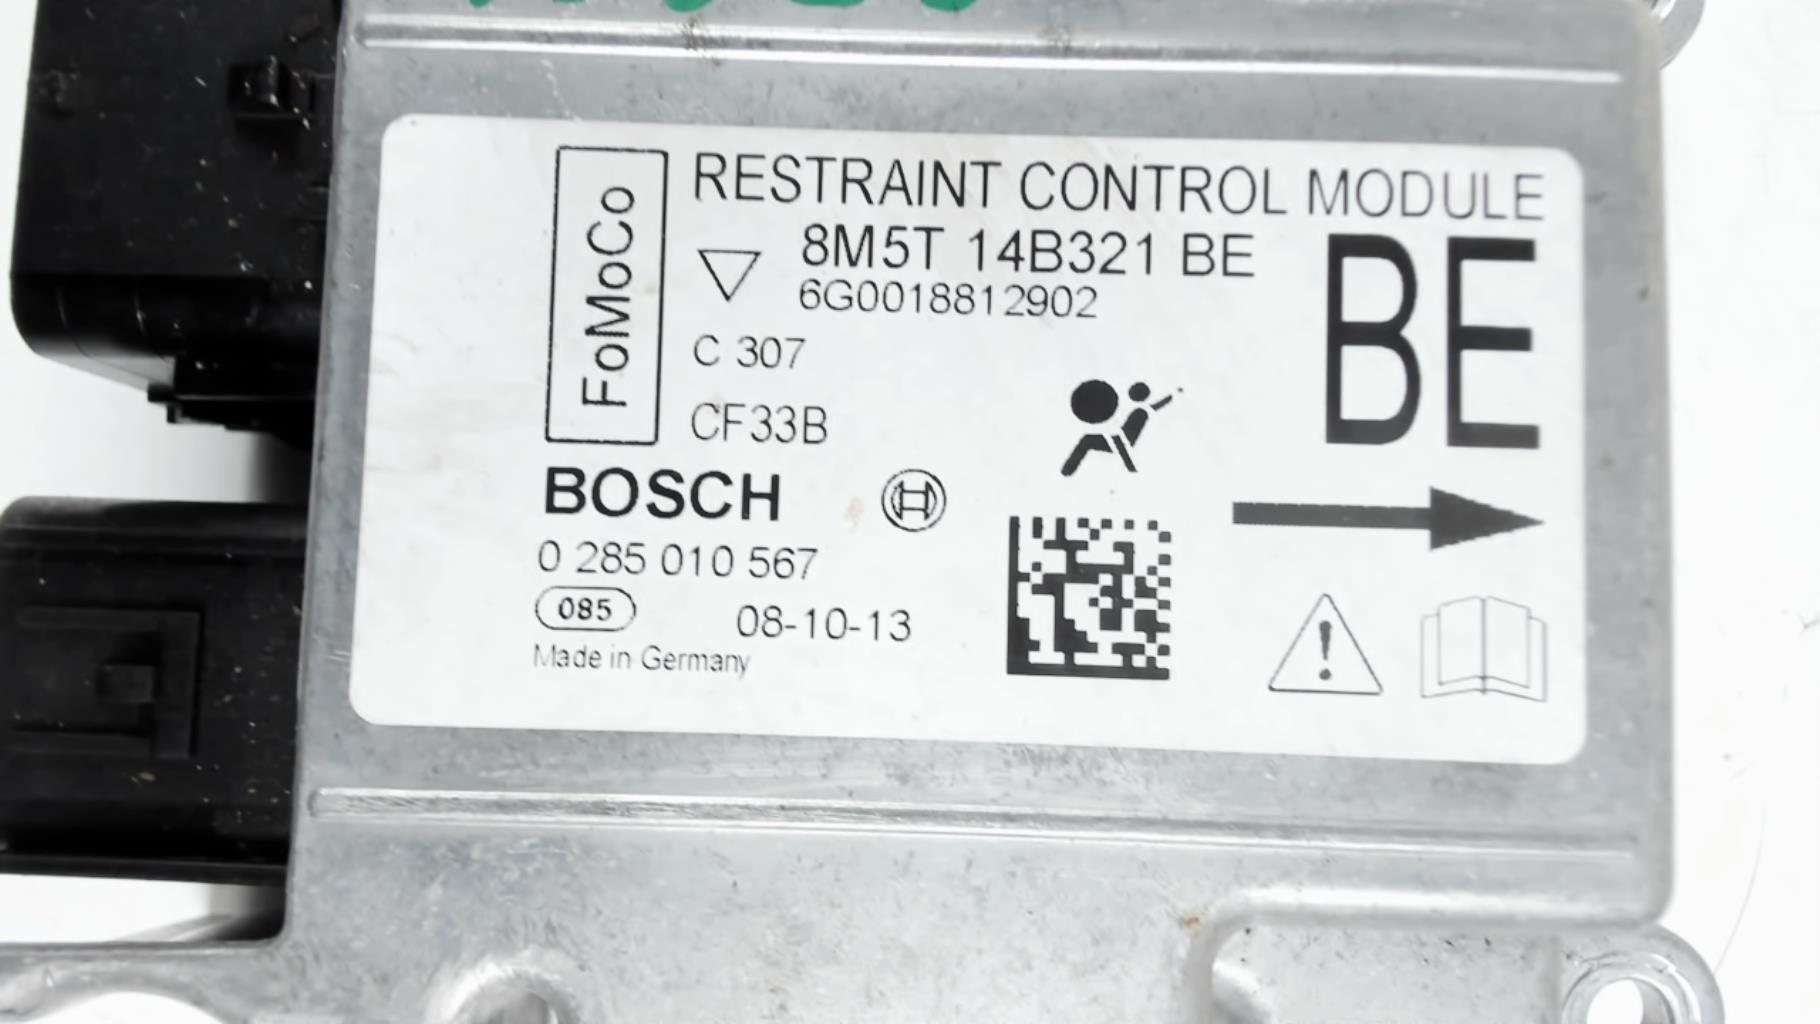 FoMoCo
RESTRAINT CONTROL MODULE
8M5T 14B321 BE
6G0018812902
BE
C 307
CF33B
BOSCH
0 285 010 567
085
08-10-13
Made in Germany